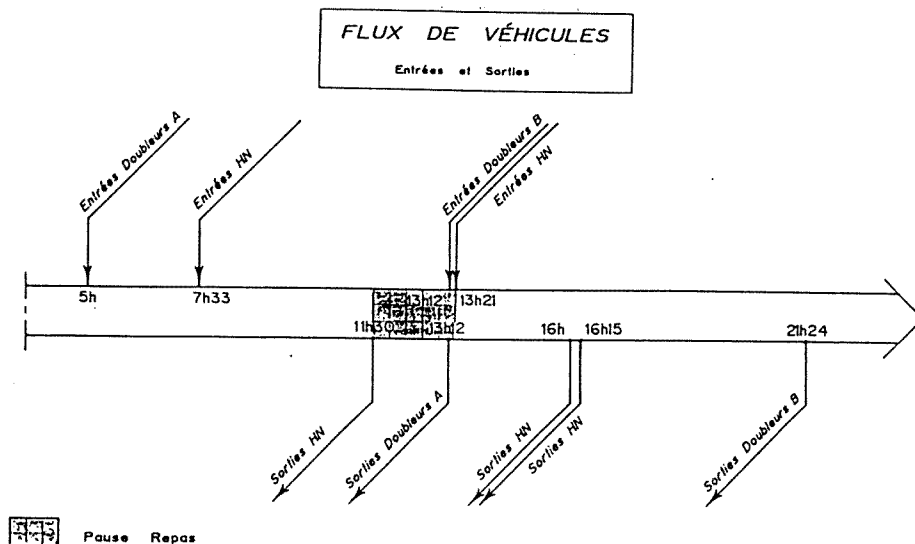 FLUX DE VÉHICULES
Entrées et Sorties
Entrées Doubleurs A
Entrées HN
Entrées Doubleurs B
Entrées HN
5h
7h33
13h12
13h21
11h30
13h12
16h
16h15
21h24
Sorties HN
Sorties Doubleurs A
Sorties HN
Sorties HN
Sorties Doubleurs B
Pause Repas